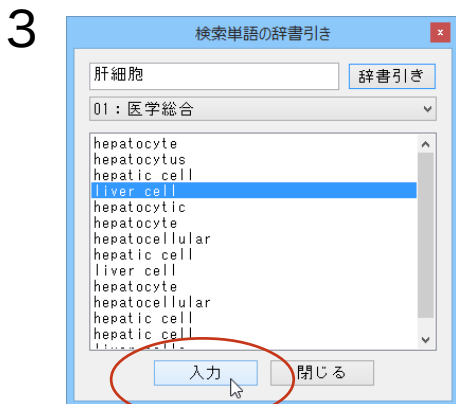 3
検索単語の辞書引き
x
肝細胞
辞書引き
01：医学総合
hepatocyte
hepatocytus
hepatic cell
liver cell
hepatocytic
hepatocyte
hepatocellular
hepatic cell
liver cell
hepatocyte
hepatocellular
hepatic cell
hepatic cell
入力
閉じる